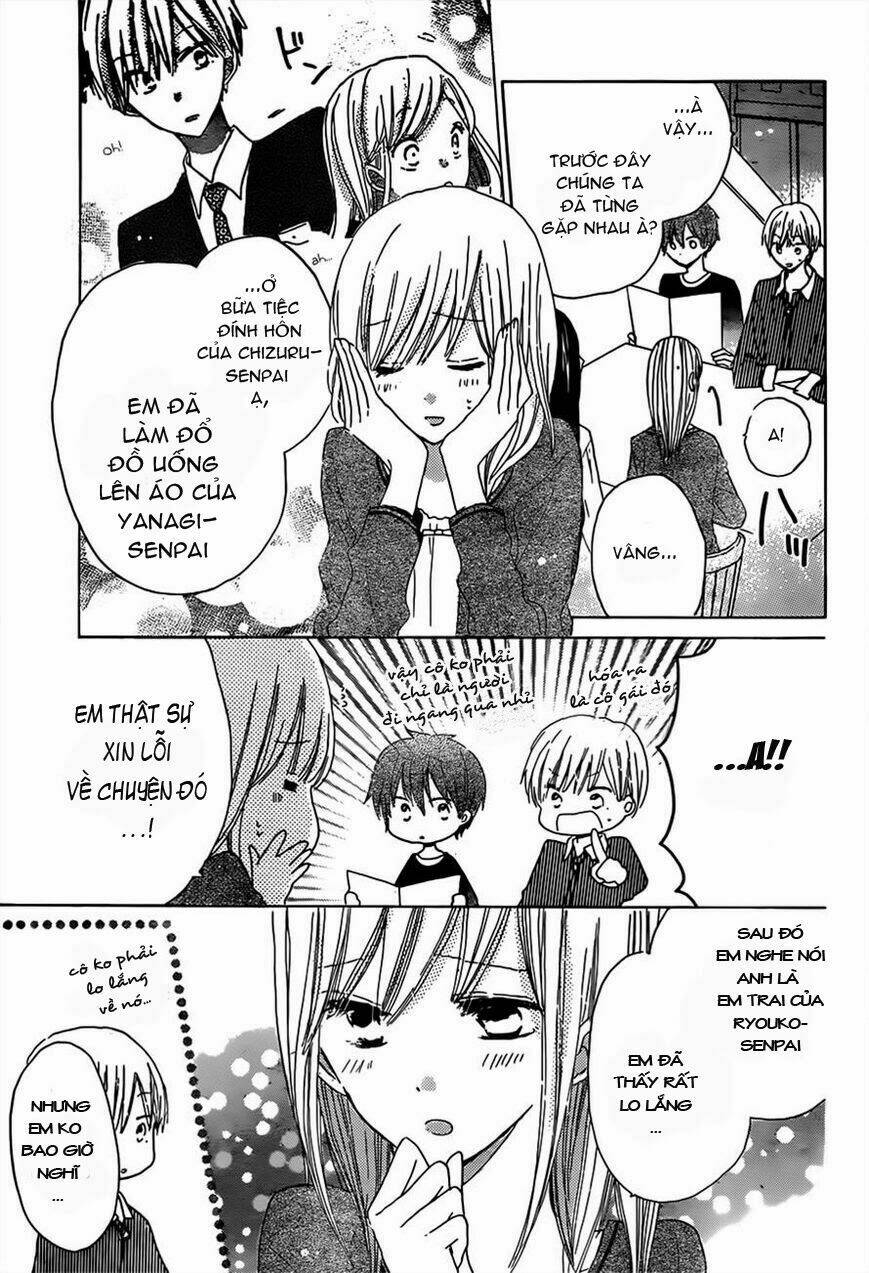 ...À
VẬY...
TRƯỚC ĐÂY
CHÚNG TA
ĐÃ TỪNG
GẶP NHAU À?
A!
VÂNG...
ド
ン
oh!
ah...
...Ở
BỮA TIỆC
ĐÍNH HÔN
CỦA CHIZURU-
SENPAI
Ạ,
EM ĐÃ
LÀM ĐỔ
ĐỒ UỐNG
LÊN ÁO CỦA
YANAGI-
SENPAI
...A!!
hóa ra
là cô gái đó
vậy cô ko phải
chỉ là người
đi ngang qua nhỉ
EM THẬT SỰ
XIN LỖI
VỀ CHUYỆN ĐÓ
...!
SAU ĐÓ
EM NGHE NÓI
ANH LÀ
EM TRAI CỦA
RYOUKO-
SENPAI
EM ĐÃ
THẤY RẤT
LO LẮNG
...
cô ko phải
lo lắng
về nó...
NHƯNG
EM KO
BAO GIỜ
NGHĨ
...